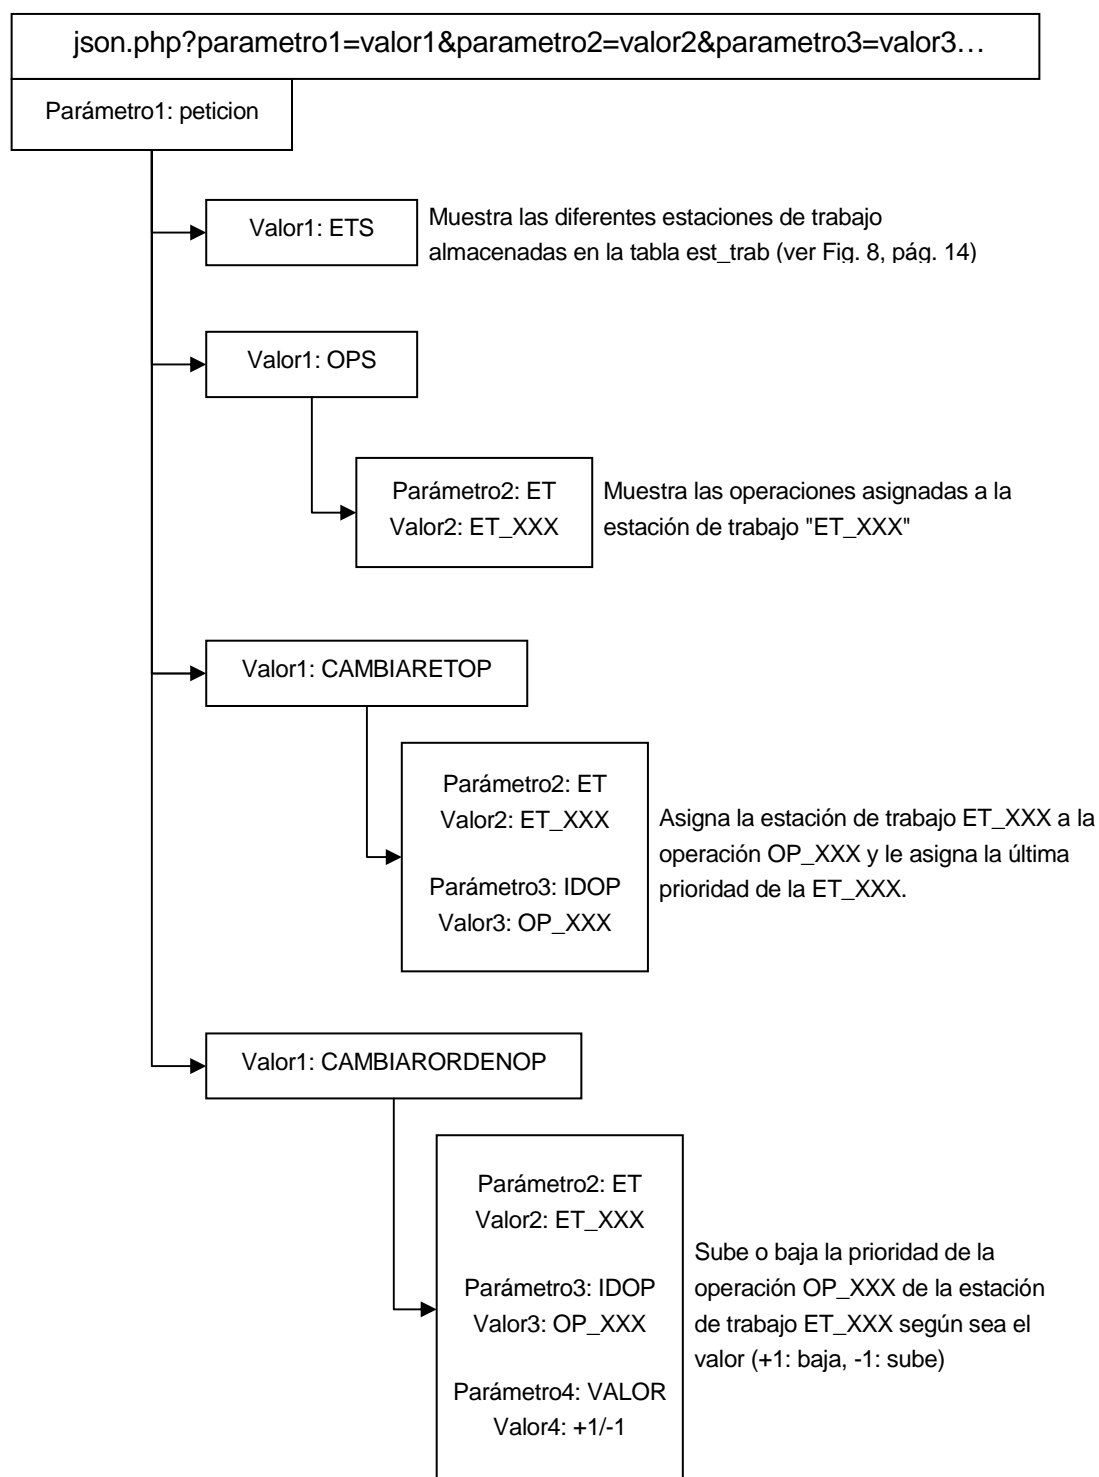 json.php?parametro1=valor1&parametro2=valor2&parametro3=valor3…
Parámetro1: peticion
Valor1: ETS
Muestra las diferentes estaciones de trabajo
almacenadas en la tabla est_trab (ver Fig. 8, pág. 14)
Valor1: OPS
Parámetro2: ET
Valor2: ET_XXX
Muestra las operaciones asignadas a la
estación de trabajo "ET_XXX"
Valor1: CAMBIARETOP
Parámetro2: ET
Valor2: ET_XXX
Parámetro3: IDOP
Valor3: OP_XXX
Asigna la estación de trabajo ET_XXX a la
operación OP_XXX y le asigna la última
prioridad de la ET_XXX.
Valor1: CAMBIARORDENOP
Parámetro2: ET
Valor2: ET_XXX
Parámetro3: IDOP
Valor3: OP_XXX
Parámetro4: VALOR
Valor4: +1/-1
Sube o baja la prioridad de la
operación OP_XXX de la estación
de trabajo ET_XXX según sea el
valor (+1: baja, -1: sube)